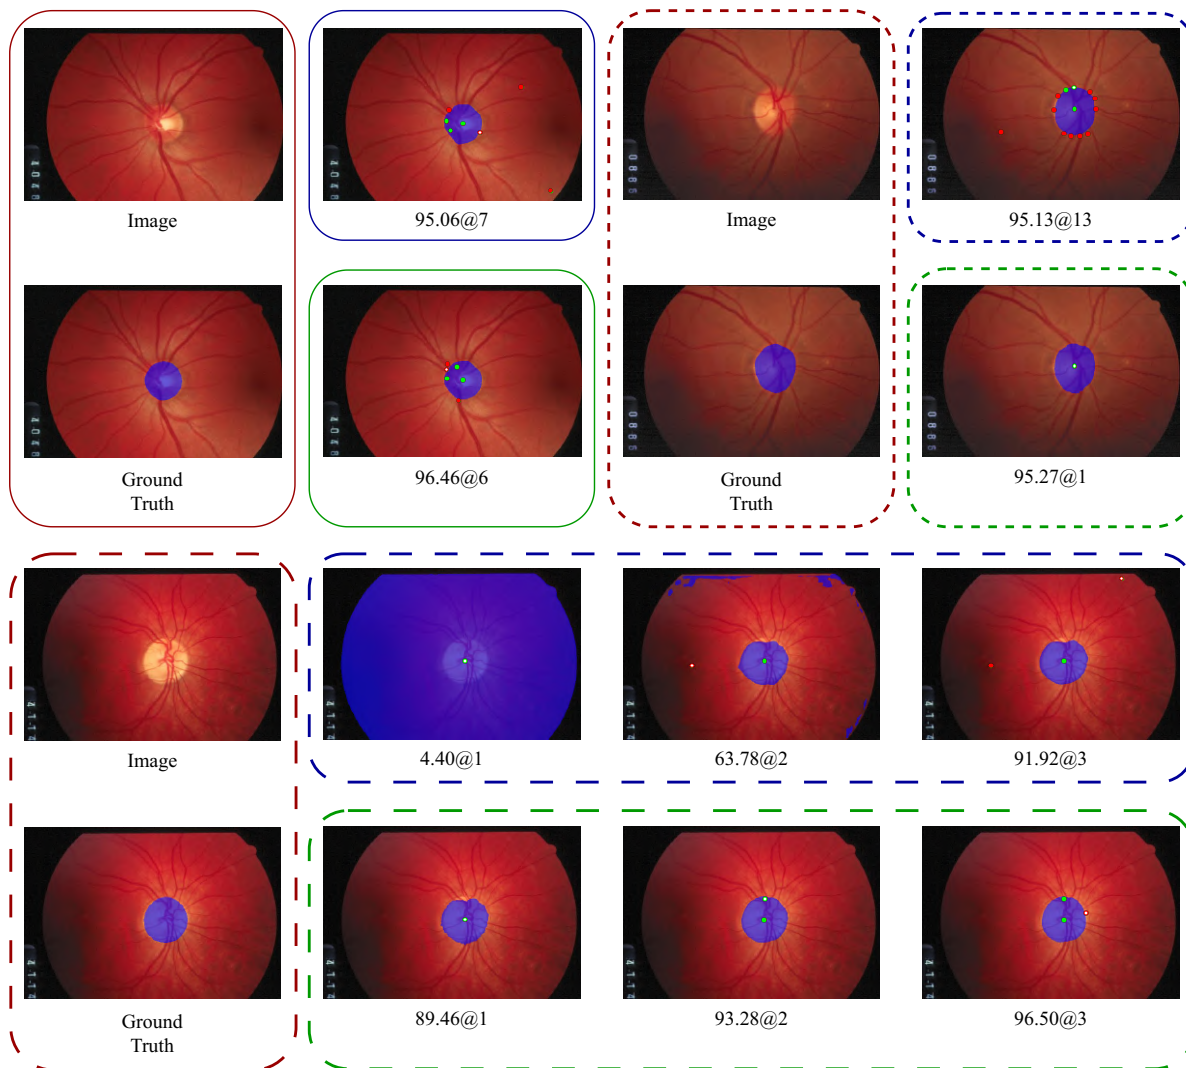 Image
95.06@7
Image
95.13@13
Ground
Truth
96.46@6
Ground
Truth
95.27@1
Image
4.40@1
63.78@2
91.92@3
Ground
Truth
89.46@1
93.28@2
96.50@3